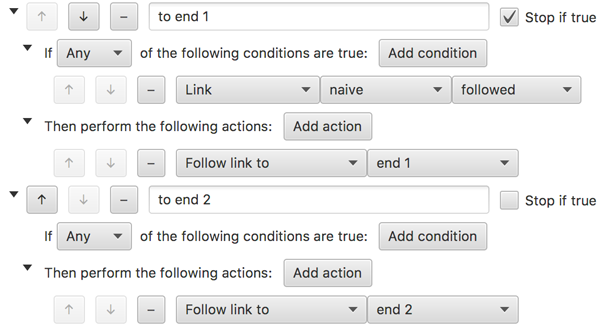 ↑ ↓ – to end 1 Stop if true
If Any of the following conditions are true: Add condition
↑ ↓ – Link naive followed
Then perform the following actions: Add action
↑ ↓ – Follow link to end 1
↑ ↓ – to end 2 Stop if true
If Any of the following conditions are true: Add condition
Then perform the following actions: Add action
↑ ↓ – Follow link to end 2